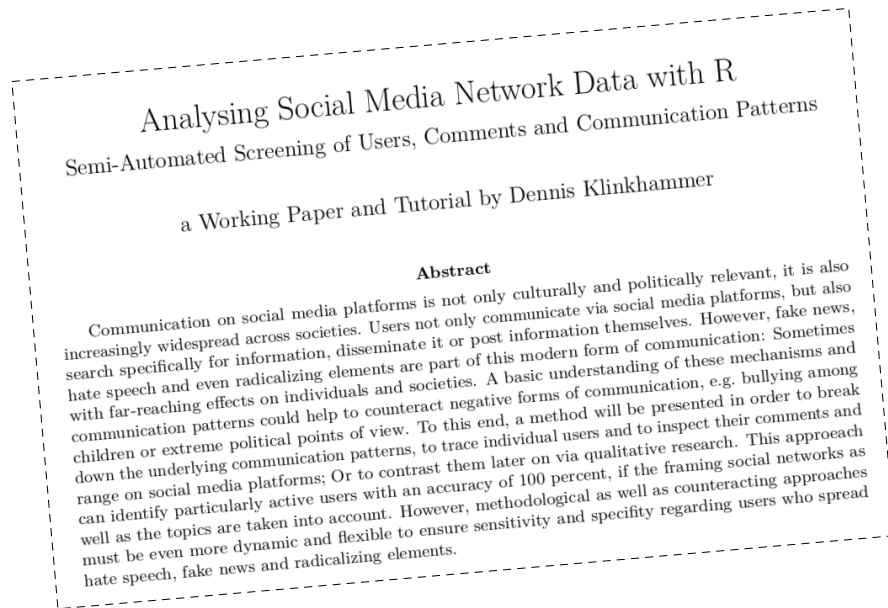 Analysing Social Media Network Data with R
Semi-Automated Screening of Users, Comments and Communication Patterns
a Working Paper and Tutorial by Dennis Klinkhammer
Abstract
Communication on social media platforms is not only culturally and politically relevant, it is also
increasingly widespread across societies. Users not only communicate via social media platforms, but also
search specifically for information, disseminate it or post information themselves. However, fake news,
hate speech and even radicalizing elements are part of this modern form of communication: Sometimes
with far-reaching effects on individuals and societies. A basic understanding of these mechanisms and
communication patterns could help to counteract negative forms of communication, e.g. bullying among
children or extreme political points of view. To this end, a method will be presented in order to break
down the underlying communication patterns, to trace individual users and to inspect their comments and
range on social media platforms; Or to contrast them later on via qualitative research. This approeach
can identify particularly active users with an accuracy of 100 percent, if the framing social networks as
well as the topics are taken into account. However, methodological as well as counteracting approaches
must be even more dynamic and flexible to ensure sensitivity and specifity regarding users who spread
hate speech, fake news and radicalizing elements.